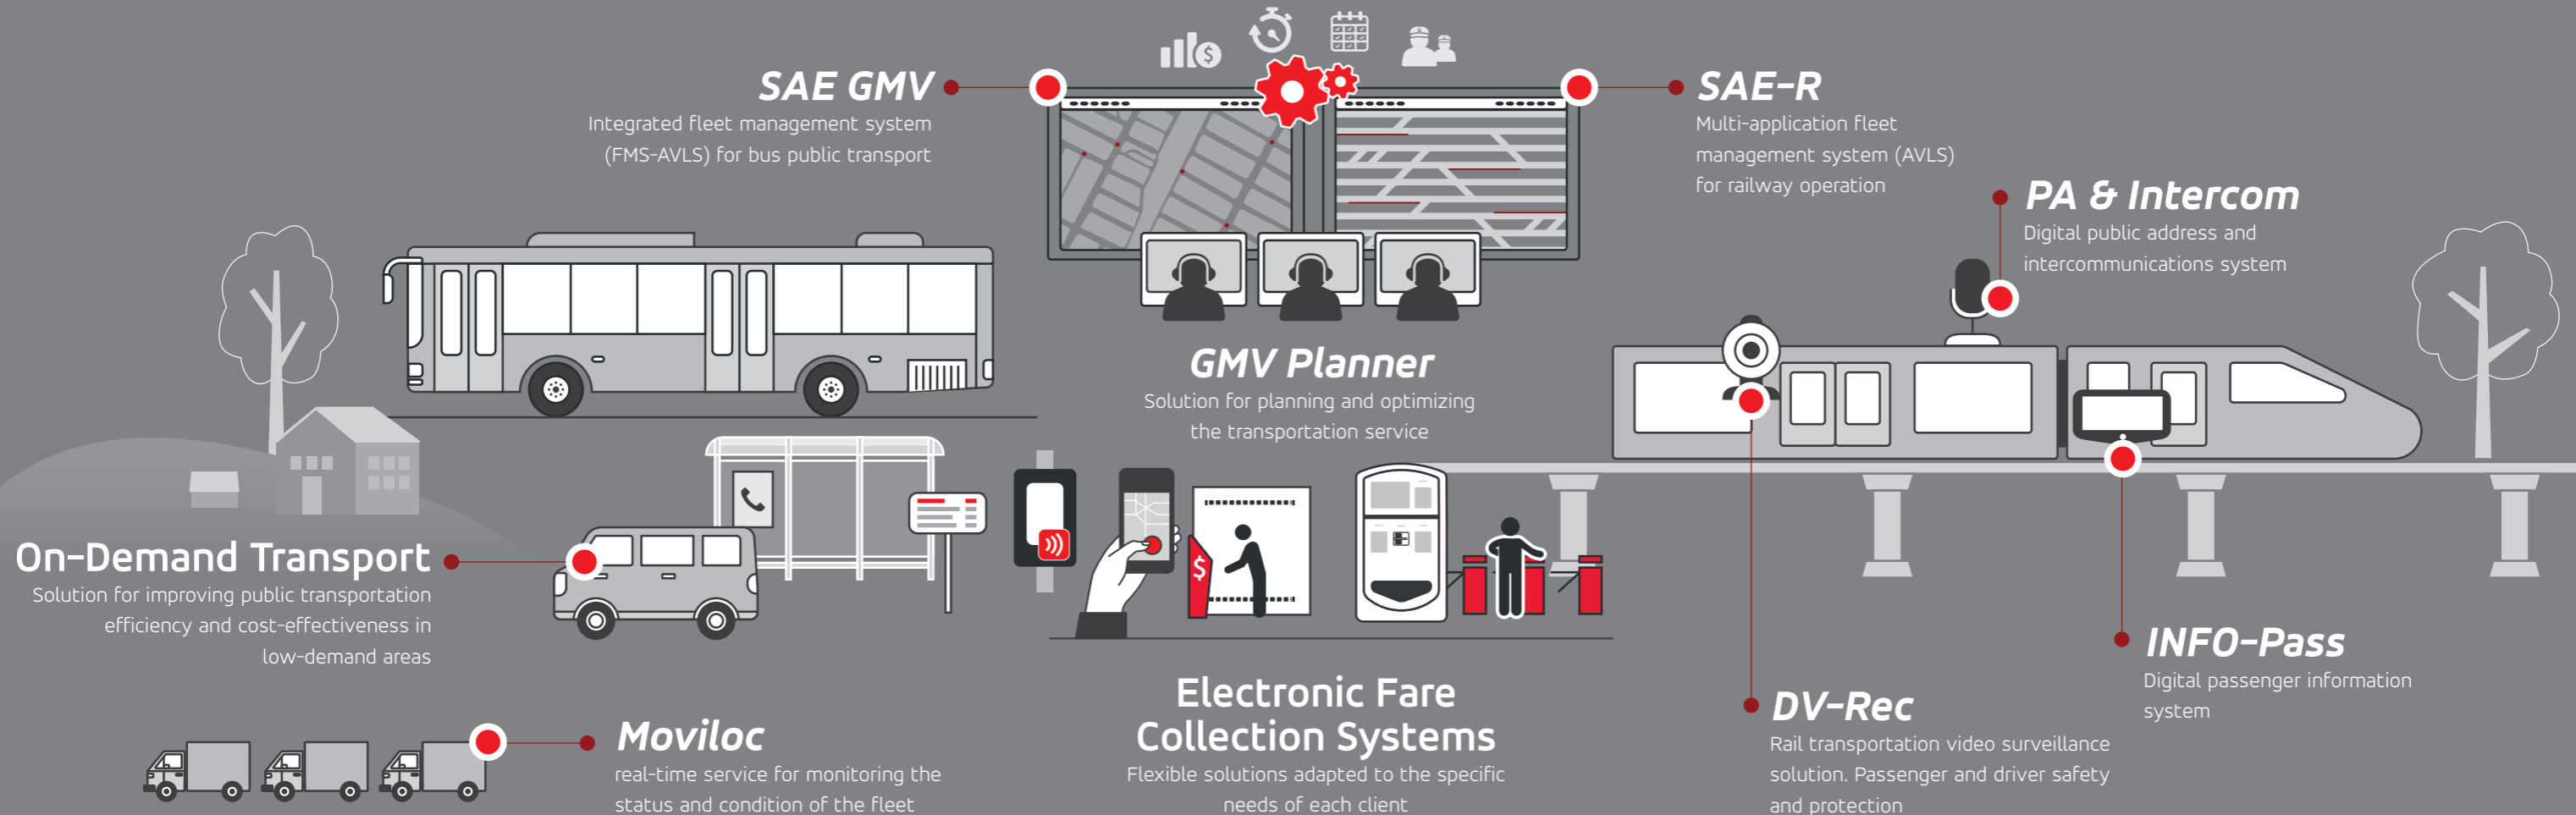 SAE GMV
Integrated fleet management system
(FMS-AVLS) for bus public transport
SAE-R
Multi-application fleet
management system (AVLS)
for railway operation
PA & Intercom
Digital public address and
intercommunications system
GMV Planner
Solution for planning and optimizing
the transportation service
On-Demand Transport
Solution for improving public transportation
efficiency and cost-effectiveness in
low-demand areas
Moviloc
real-time service for monitoring the
status and condition of the fleet
$
$
Electronic Fare
Collection Systems
Flexible solutions adapted to the specific
needs of each client
DV-Rec
Rail transportation video surveillance
solution. Passenger and driver safety
and protection
INFO-Pass
Digital passenger information
system